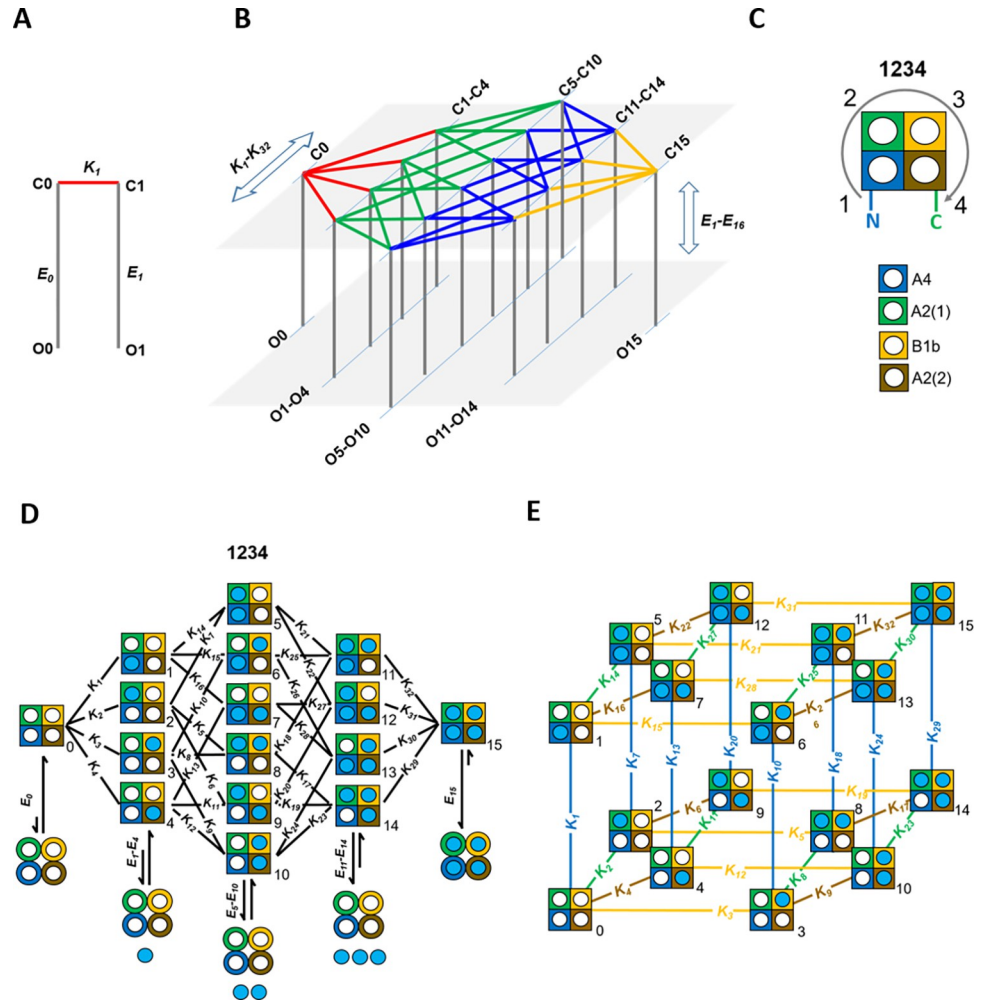 A
B
C
K1
C0
C1
E0
E1
O0
O1
K1-K32
C0
C1-C4
C5-C10
C11-C14
C15
E1-E16
O0
O1-O4
O5-O10
O11-O14
O15
1234
2
3
1
4
N
C
A4
A2(1)
B1b
A2(2)
D
E
1234
0
1
2
3
4
5
6
7
8
9
10
11
12
13
14
15
K1
K2
K3
K4
K14
K7
K15
K16
K10
K5
K8
K13
K6
K11
K9
K12
K21
K25
K22
K26
K27
K28
K18
K17
K20
K19
K23
K32
K31
K30
K29
E0
E1-E4
E5-E10
E11-E14
E15
5
12
K31
11
15
K22
K27
K21
K32
K30
K14
7
K28
K25
13
K16
K15
K2
6
1
6
K1
K7
K13
K20
K10
K18
K24
K29
2
9
K19
8
14
K6
K11
K5
K17
K23
K2
K4
4
K12
K8
K9
10
0
K3
3